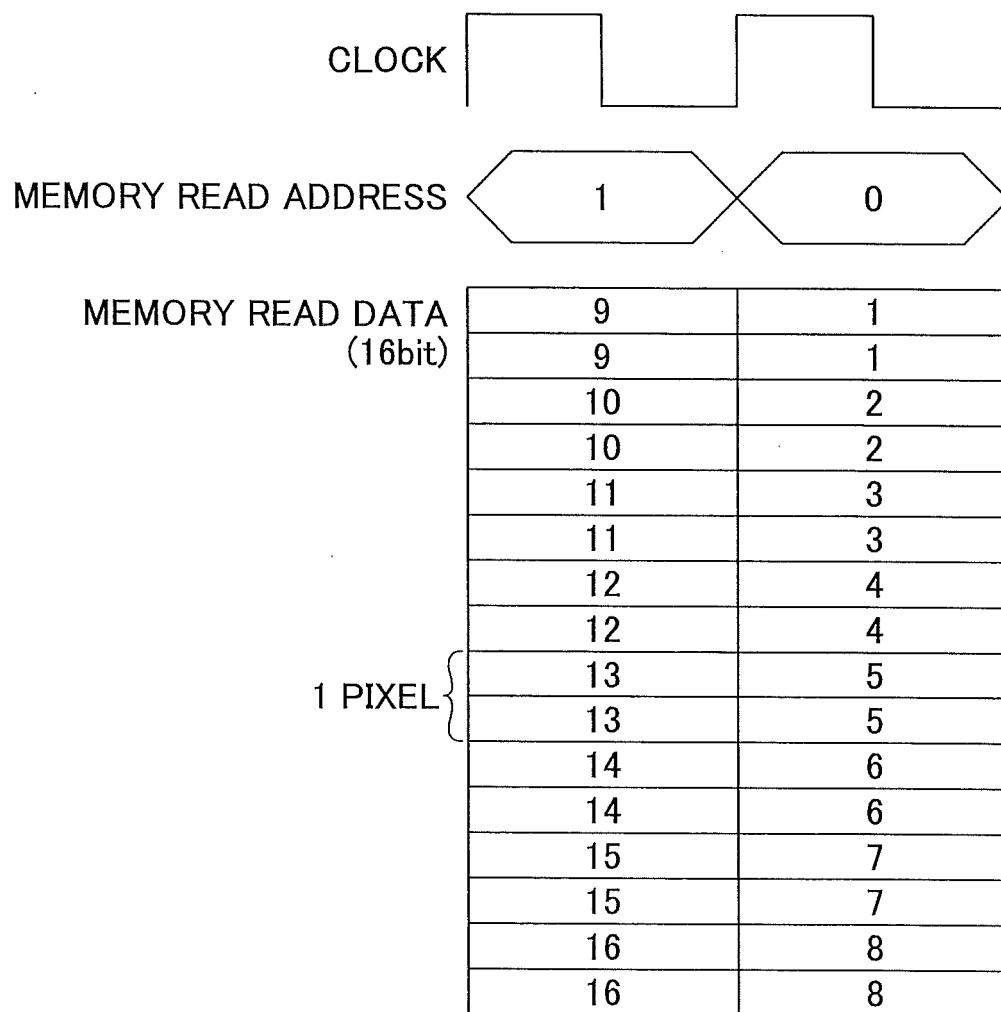 CLOCK
MEMORY READ ADDRESS 1 0
MEMORY READ DATA 9 1
(16bit) 9 1
10 2
10 2
11 3
11 3
12 4
12 4
13 5
1 PIXEL
13 5
14 6
14 6
15 7
15 7
16 8
16 8